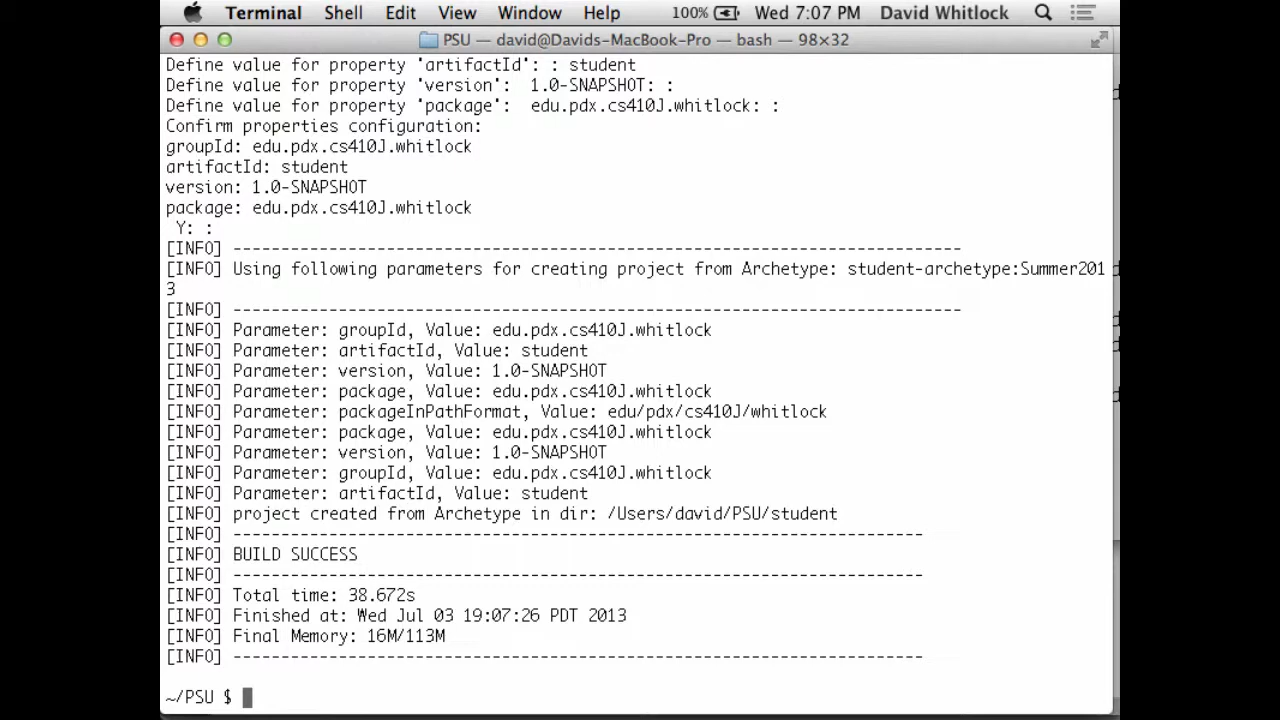 Terminal Shell Edit View Window Help 100% Wed 7:07 PM David Whitlock
PSU — david@Davids-MacBook-Pro — bash — 98×32
Define value for property 'artifactId': : student
Define value for property 'version':  1.0-SNAPSHOT: :
Define value for property 'package':  edu.pdx.cs410J.whitlock: :
Confirm properties configuration:
groupId: edu.pdx.cs410J.whitlock
artifactId: student
version: 1.0-SNAPSHOT
package: edu.pdx.cs410J.whitlock
 Y: :
[INFO] ----------------------------------------------------------------------------
[INFO] Using following parameters for creating project from Archetype: student-archetype:Summer201
3
[INFO] ----------------------------------------------------------------------------
[INFO] Parameter: groupId, Value: edu.pdx.cs410J.whitlock
[INFO] Parameter: artifactId, Value: student
[INFO] Parameter: version, Value: 1.0-SNAPSHOT
[INFO] Parameter: package, Value: edu.pdx.cs410J.whitlock
[INFO] Parameter: packageInPathFormat, Value: edu/pdx/cs410J/whitlock
[INFO] Parameter: package, Value: edu.pdx.cs410J.whitlock
[INFO] Parameter: version, Value: 1.0-SNAPSHOT
[INFO] Parameter: groupId, Value: edu.pdx.cs410J.whitlock
[INFO] Parameter: artifactId, Value: student
[INFO] project created from Archetype in dir: /Users/david/PSU/student
[INFO] ------------------------------------------------------------------------
[INFO] BUILD SUCCESS
[INFO] ------------------------------------------------------------------------
[INFO] Total time: 38.672s
[INFO] Finished at: Wed Jul 03 19:07:26 PDT 2013
[INFO] Final Memory: 16M/113M
[INFO] ------------------------------------------------------------------------
~/PSU $